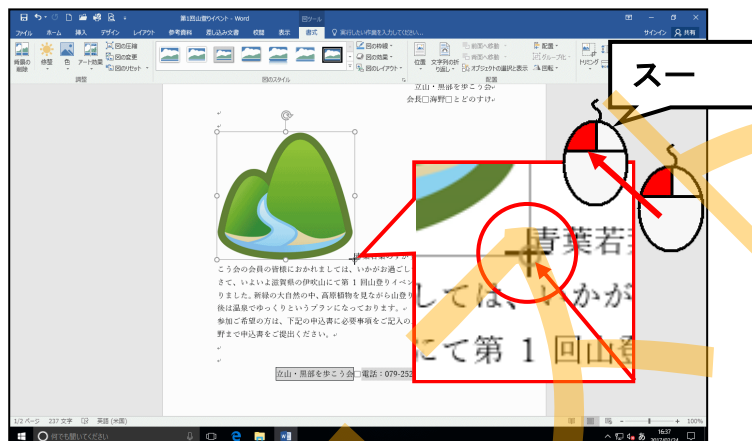 第1回山登りイベント - Word
図ツール
ファイル ホーム 挿入 デザイン レイアウト 参考資料 差し込み文書 校閲 表示 書式 実行したい作業を入力してください...
サインイン 共有
背景の削除
修整
色
アート効果
図の圧縮
図の変更
図のリセット
調整
図のスタイル
図の枠線
図の効果
図のレイアウト
位置
文字列の折り返し
前面へ移動
背面へ移動
オブジェクトの選択と表示
配置
グループ化
回転
トリミング
配置
スー
立山・黒部を歩こう会
会長□海野□とどのすけ
こう会の会員の皆様におかれましては、いかがお過ごし
さて、いよいよ滋賀県の伊吹山にて第 1 回山登りイベン
りました。新緑の大自然の中、高原植物を見ながら山登り
後は温泉でゆっくりというプランになっております。
参加ご希望の方は、下記の申込書に必要事項をご記入の
野まで申込書をご提出ください。
立山・黒部を歩こう会□電話：079-252
青葉若
しては、いかが
にて第 1 回山登
1/2 ページ 237 文字 英語 (米国)
100%
何でも聞いてください
あ 16:37
2017/02/24